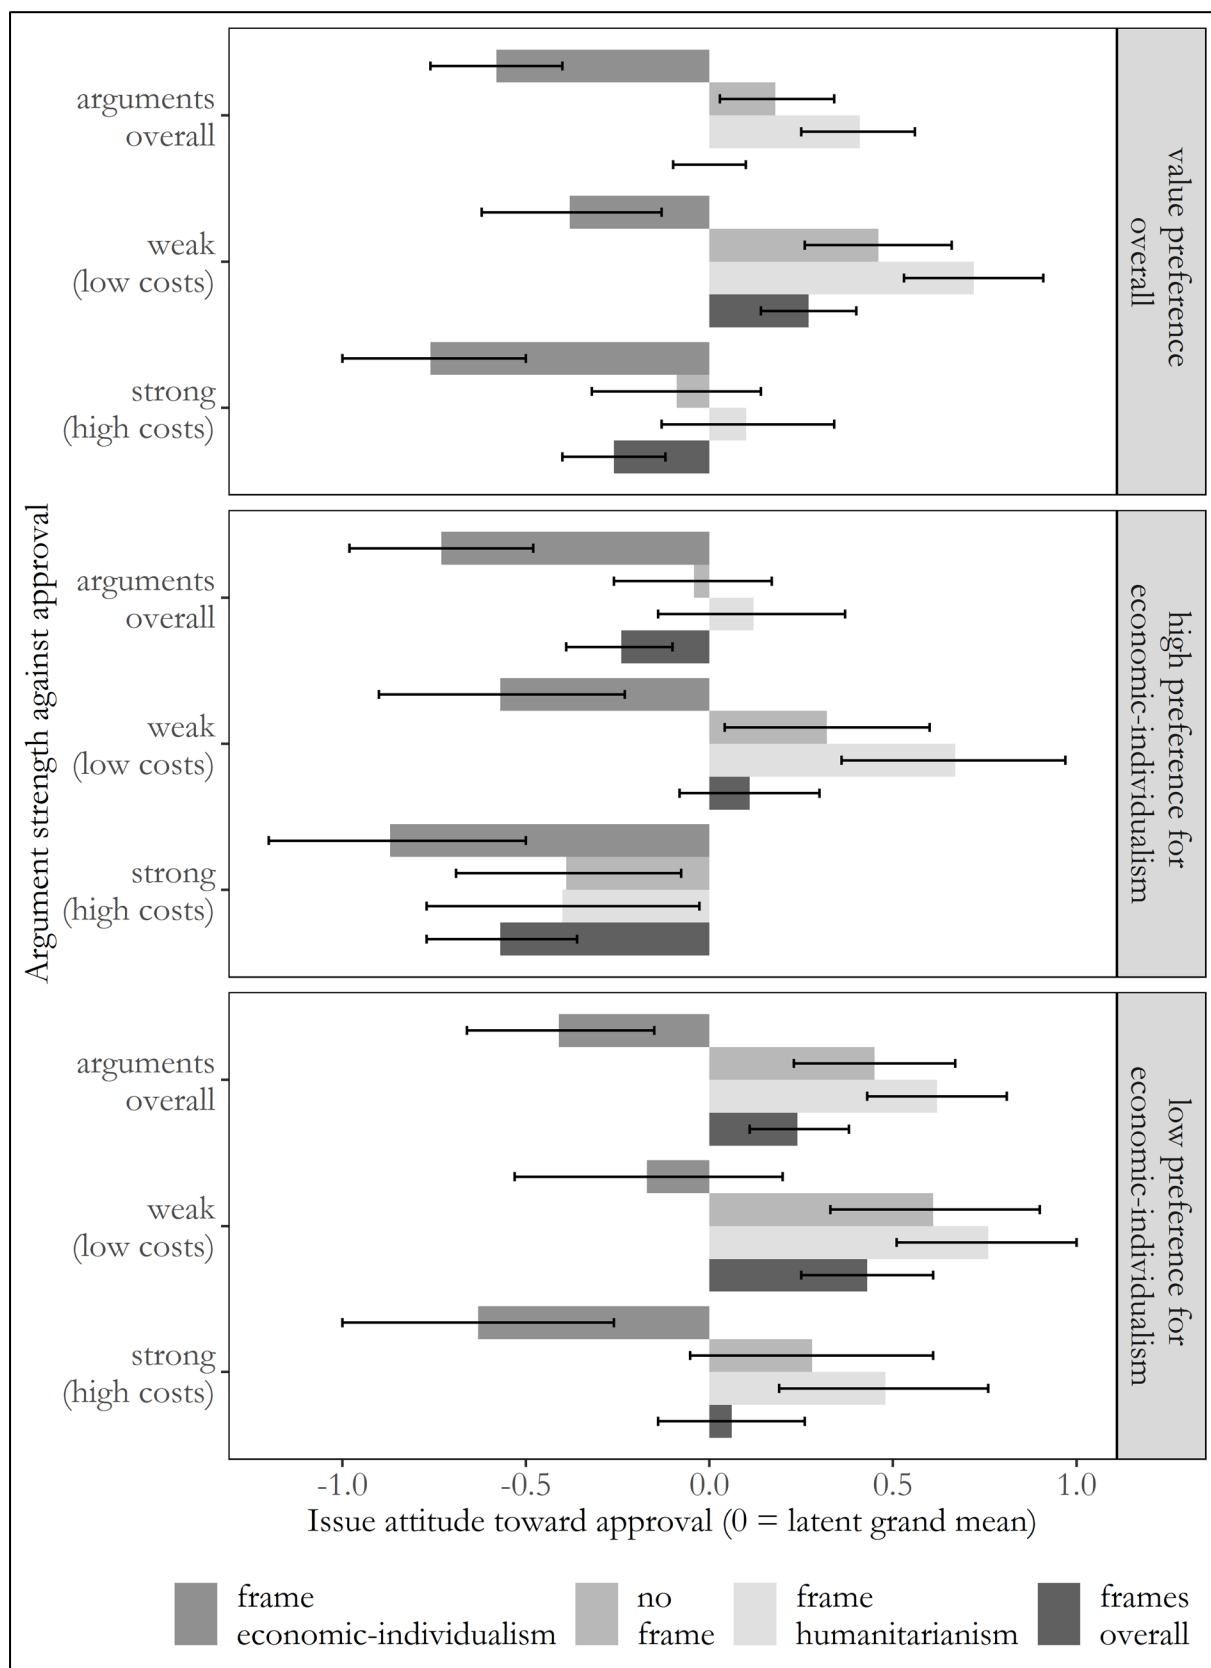 Argument strength against approval
arguments
overall
weak
(low costs)
strong
(high costs)
value preference
overall
arguments
overall
weak
(low costs)
strong
(high costs)
high preference for
economic-individualism
arguments
overall
weak
(low costs)
strong
(high costs)
low preference for
economic-individualism
-1.0 -0.5 0.0 0.5 1.0
Issue attitude toward approval (0 = latent grand mean)
frame
economic-individualism
no
frame
frame
humanitarianism
frames
overall